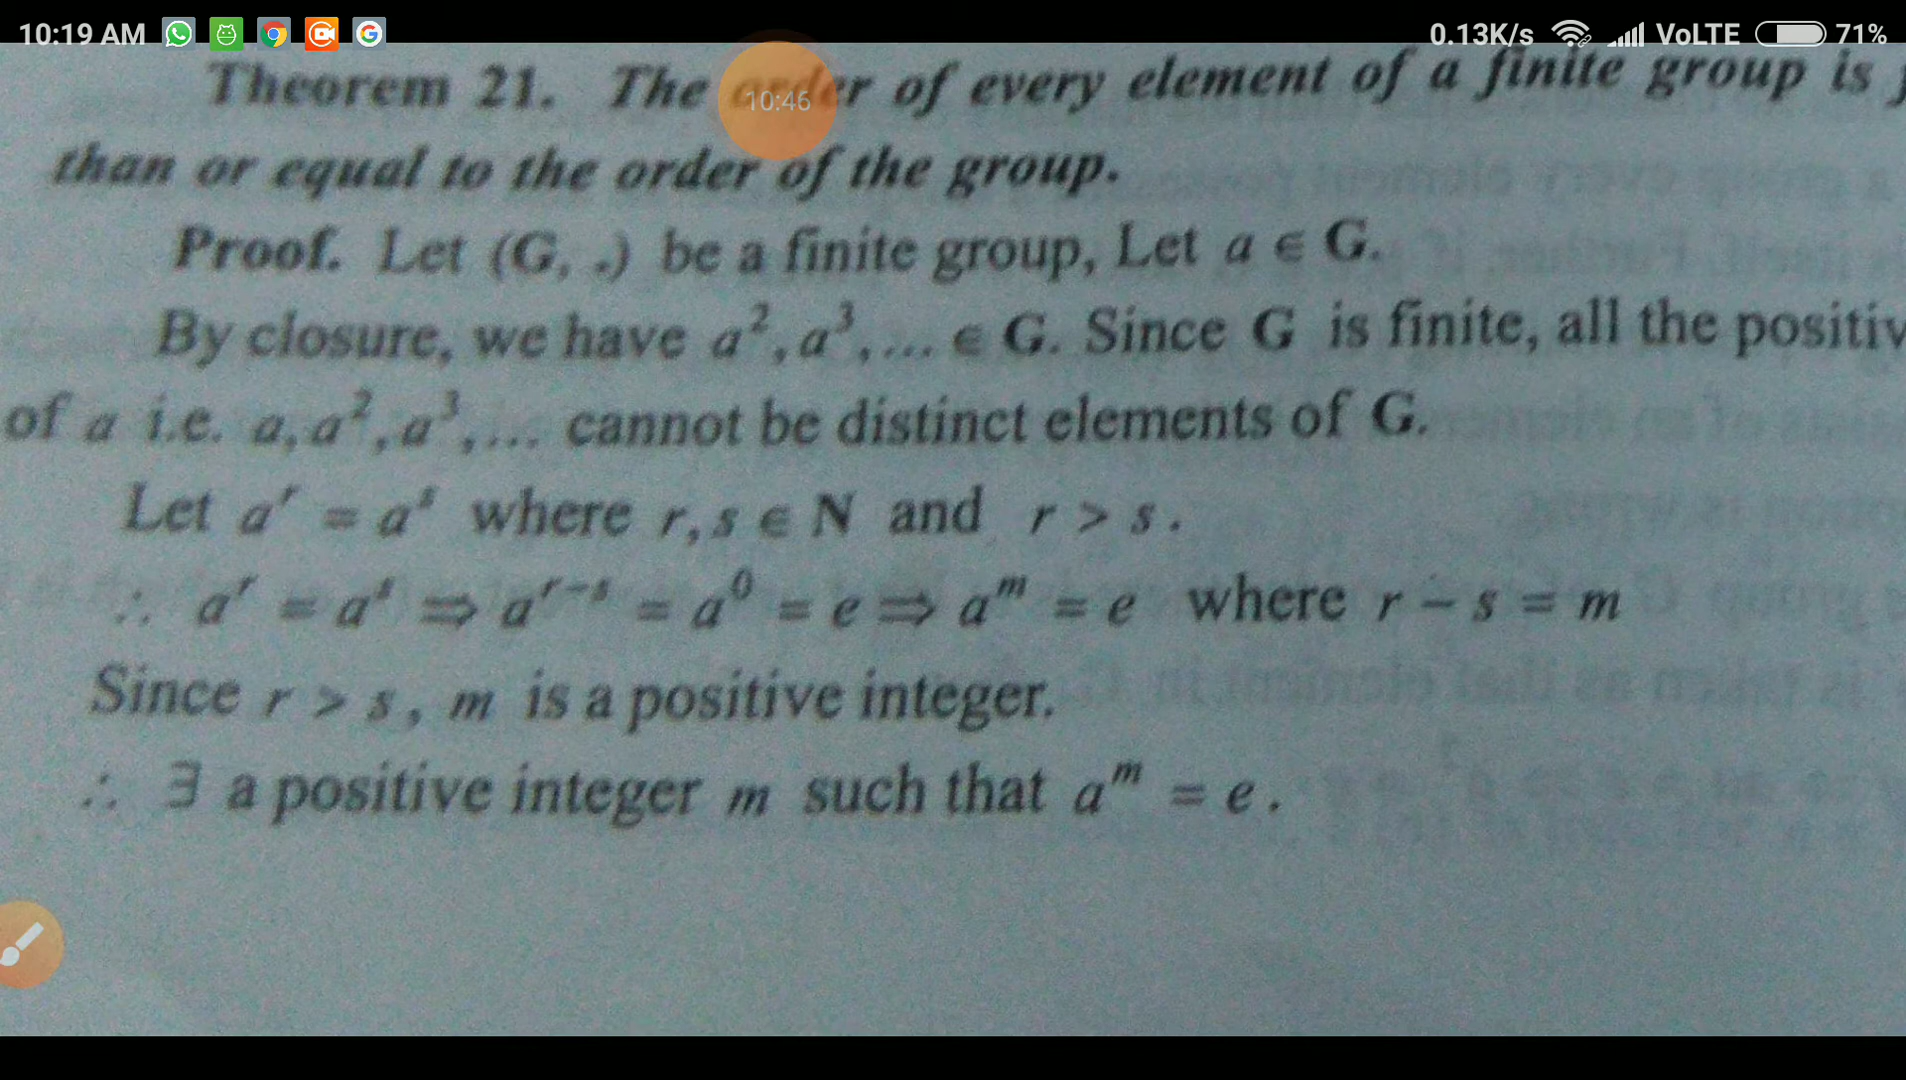 10:19 AM 0.13K/s VoLTE 71%
Theorem 21. The order of every element of a finite group is
10:46
than or equal to the order of the group.
Proof. Let (G, .) be a finite group, Let a ∈ G.
By closure, we have a², a³, ... ∈ G. Since G is finite, all the positiv
of a i.e. a, a², a³, ... cannot be distinct elements of G.
Let aʳ = aˢ where r, s ∈ N and r > s.
∴ aʳ = aˢ ⇒ aʳ⁻ˢ = a⁰ = e ⇒ aᵐ = e where r − s = m
Since r > s, m is a positive integer.
∴ ∃ a positive integer m such that aᵐ = e.